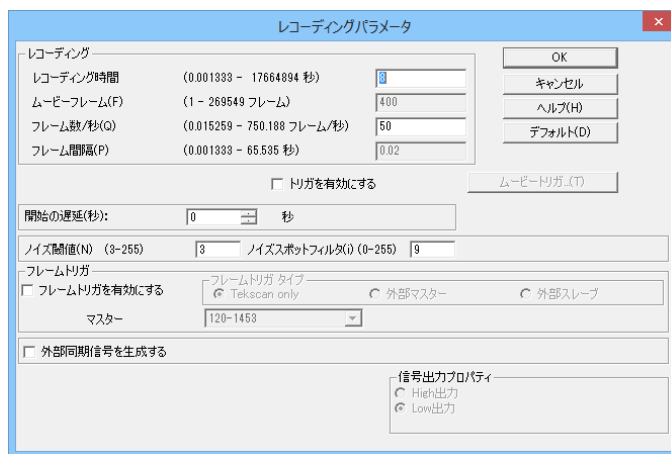 レコーディングパラメータ
レコーディング
レコーディング時間 (0.001333 - 17664894 秒) 8
ムービーフレーム(F) (1 - 269549 フレーム) 400
フレーム数/秒(Q) (0.015259 - 750.188 フレーム/秒) 50
フレーム間隔(P) (0.001333 - 65.535 秒) 0.02
OK
キャンセル
ヘルプ(H)
デフォルト(D)
トリガを有効にする
ムービートリガ...(T)
開始の遅延(秒): 0 秒
ノイズ閾値(N) (3-255) 3 ノイズスポットフィルタ(i) (0-255) 9
フレームトリガ
フレームトリガを有効にする
フレームトリガ タイプ
Tekscan only 外部マスター 外部スレーブ
マスター 120-1453
外部同期信号を生成する
信号出力プロパティ
High出力
Low出力